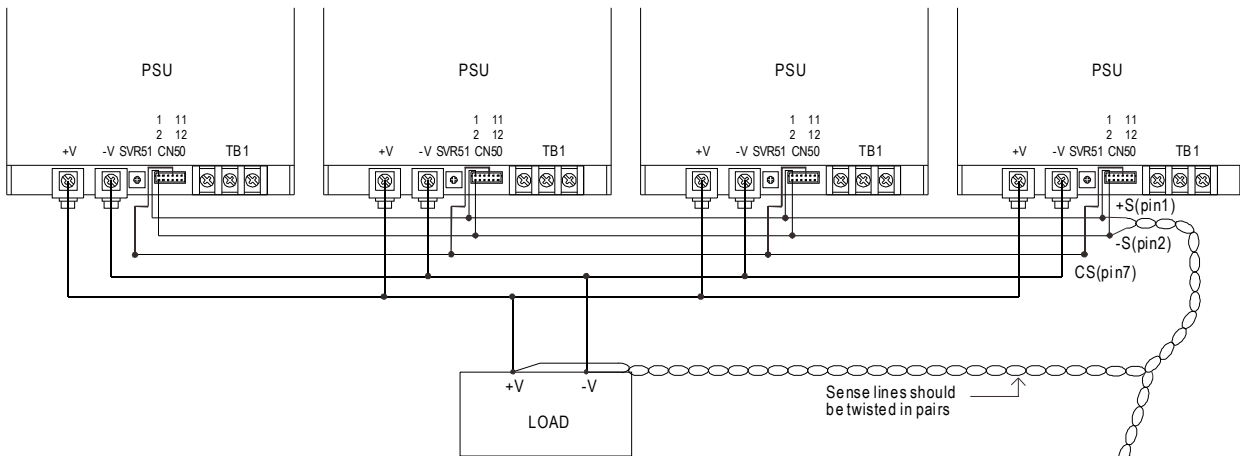 PSU PSU PSU PSU
1 11 1 11 1 11 1 11
2 12 2 12 2 12 2 12
+V -V SVR51 CN50 TB1 +V -V SVR51 CN50 TB1 +V -V SVR51 CN50 TB1 +V -V SVR51 CN50 TB1
+S(pin1)
-S(pin2)
CS(pin7)
+V -V
Sense lines should
be twisted in pairs
LOAD